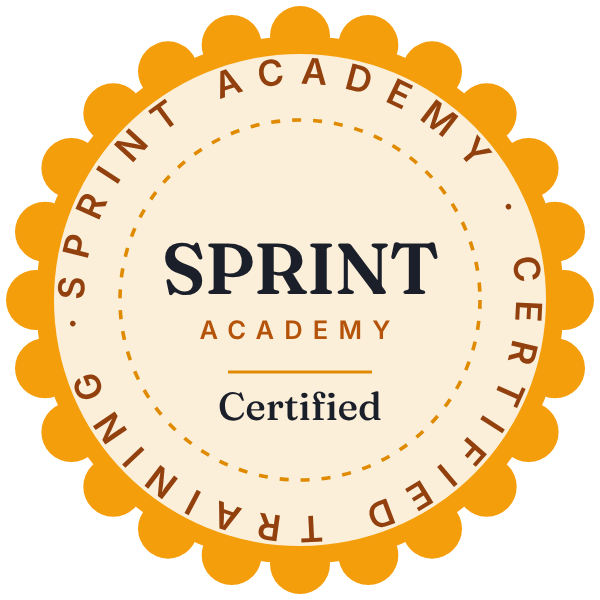 SPRINT ACADEMY · CERTIFIED TRAINING ·
SPRINT
ACADEMY
Certified